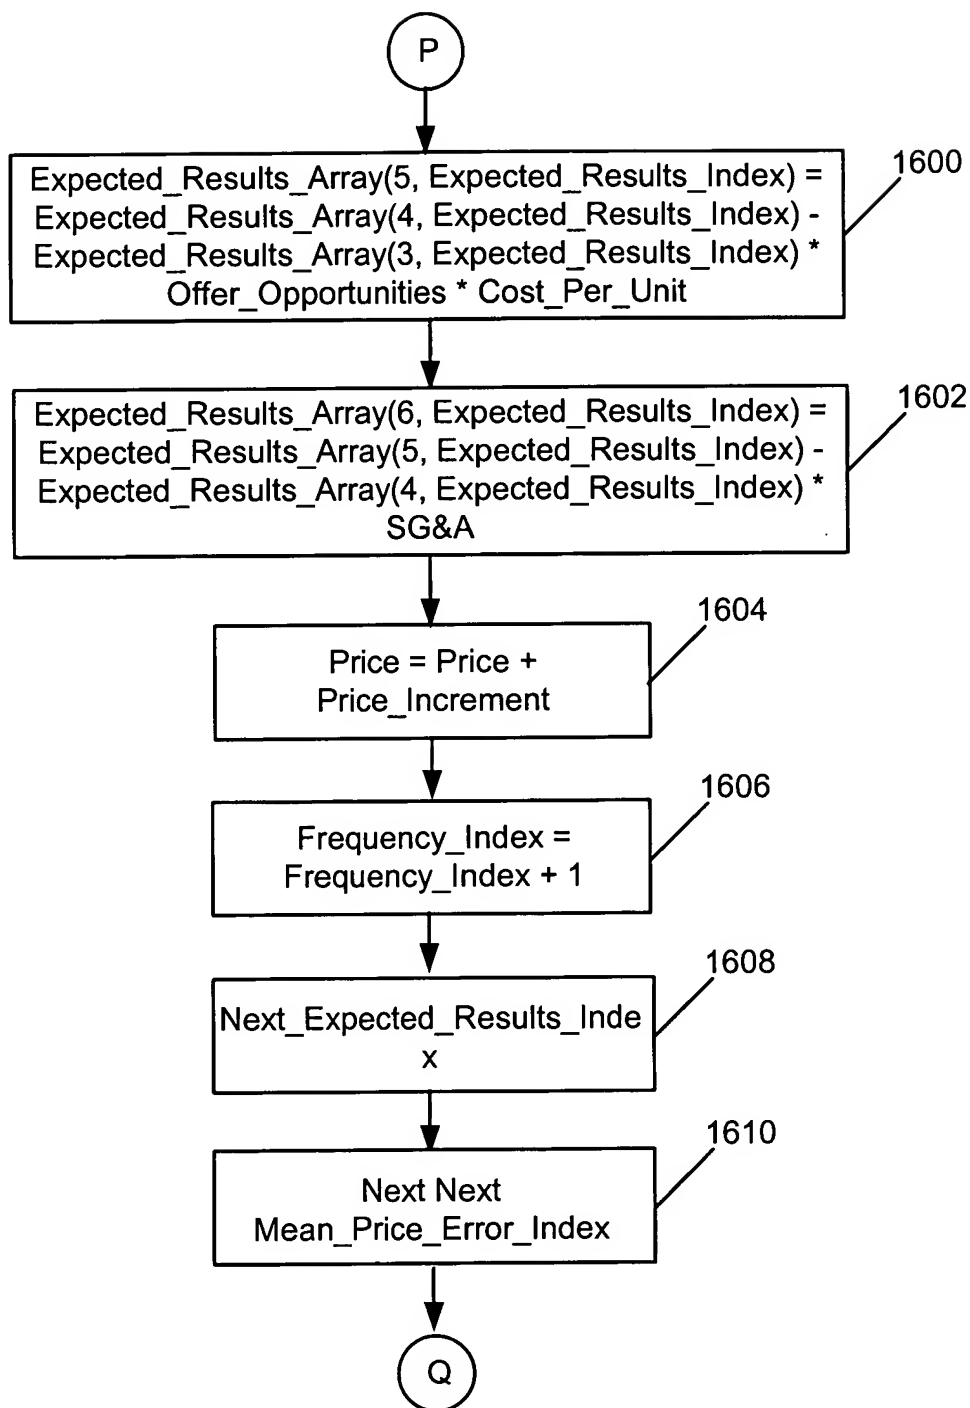 P
Expected_Results_Array(5, Expected_Results_Index) =
Expected_Results_Array(4, Expected_Results_Index) -
Expected_Results_Array(3, Expected_Results_Index) *
Offer_Opportunities * Cost_Per_Unit
1600
Expected_Results_Array(6, Expected_Results_Index) =
Expected_Results_Array(5, Expected_Results_Index) -
Expected_Results_Array(4, Expected_Results_Index) *
SG&A
1602
Price = Price +
Price_Increment
1604
Frequency_Index =
Frequency_Index + 1
1606
Next_Expected_Results_Inde
x
1608
Next Next
Mean_Price_Error_Index
1610
Q